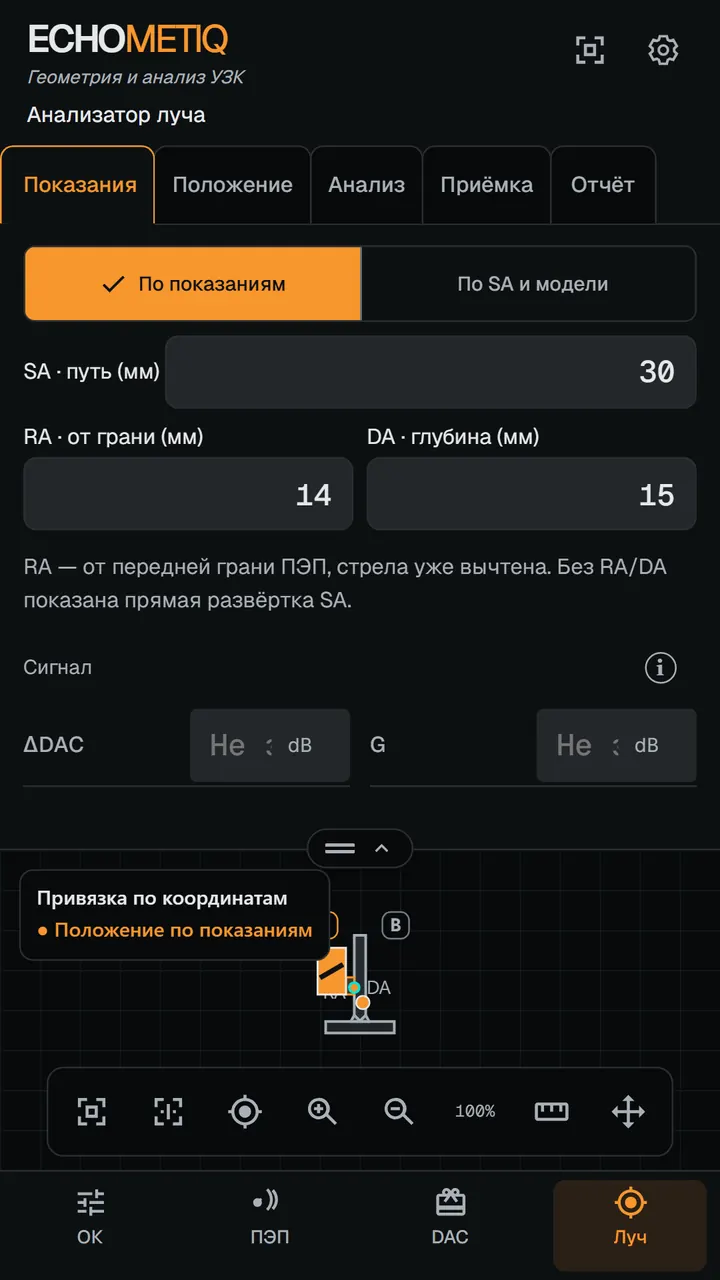 ECHOMETIQ
Геометрия и анализ УЗК
Анализатор луча
Показания
Положение
Анализ
Приёмка
Отчёт
По показаниям
По SA и модели
SA · путь (мм)
30
RA · от грани (мм)
DA · глубина (мм)
14
15
RA — от передней грани ПЭП, стрела уже вычтена. Без RA/DA
показана прямая развёртка SA.
Сигнал
ΔDAC
Не
dB
G
Не
dB
Привязка по координатам
Положение по показаниям
B
DA
100%
ОК
ПЭП
DAC
Луч